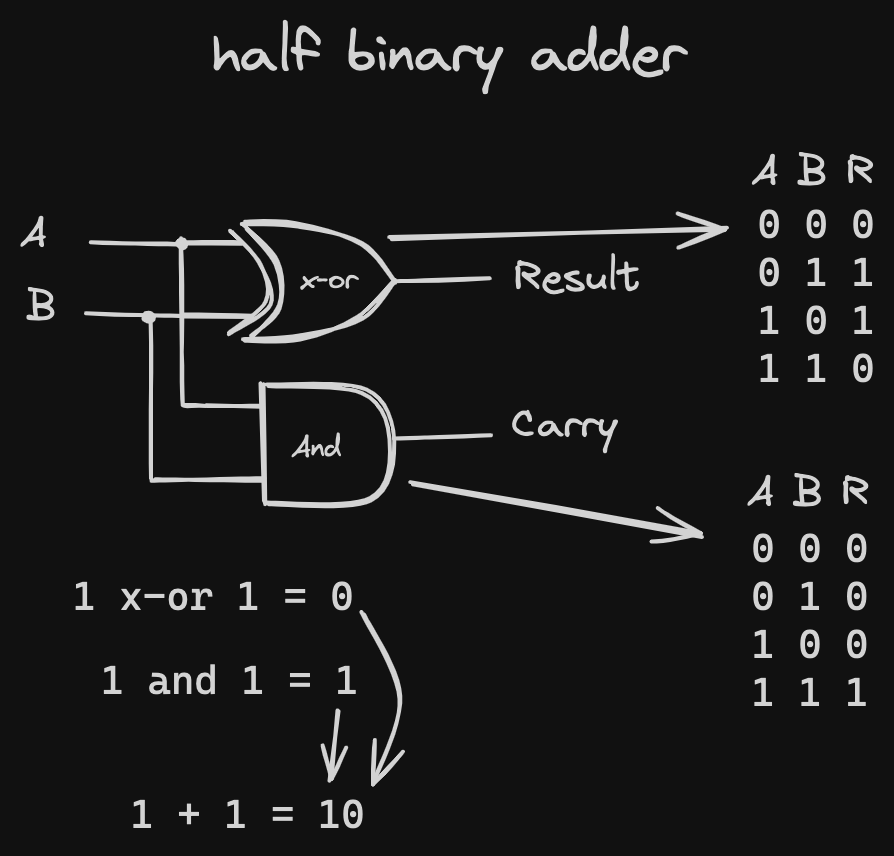 half binary adder
A
B
x-or
Result
And
Carry
A B R
0 0 0
0 1 1
1 0 1
1 1 0
A B R
0 0 0
0 1 0
1 0 0
1 1 1
1 x-or 1 = 0
1 and 1 = 1
1 + 1 = 10